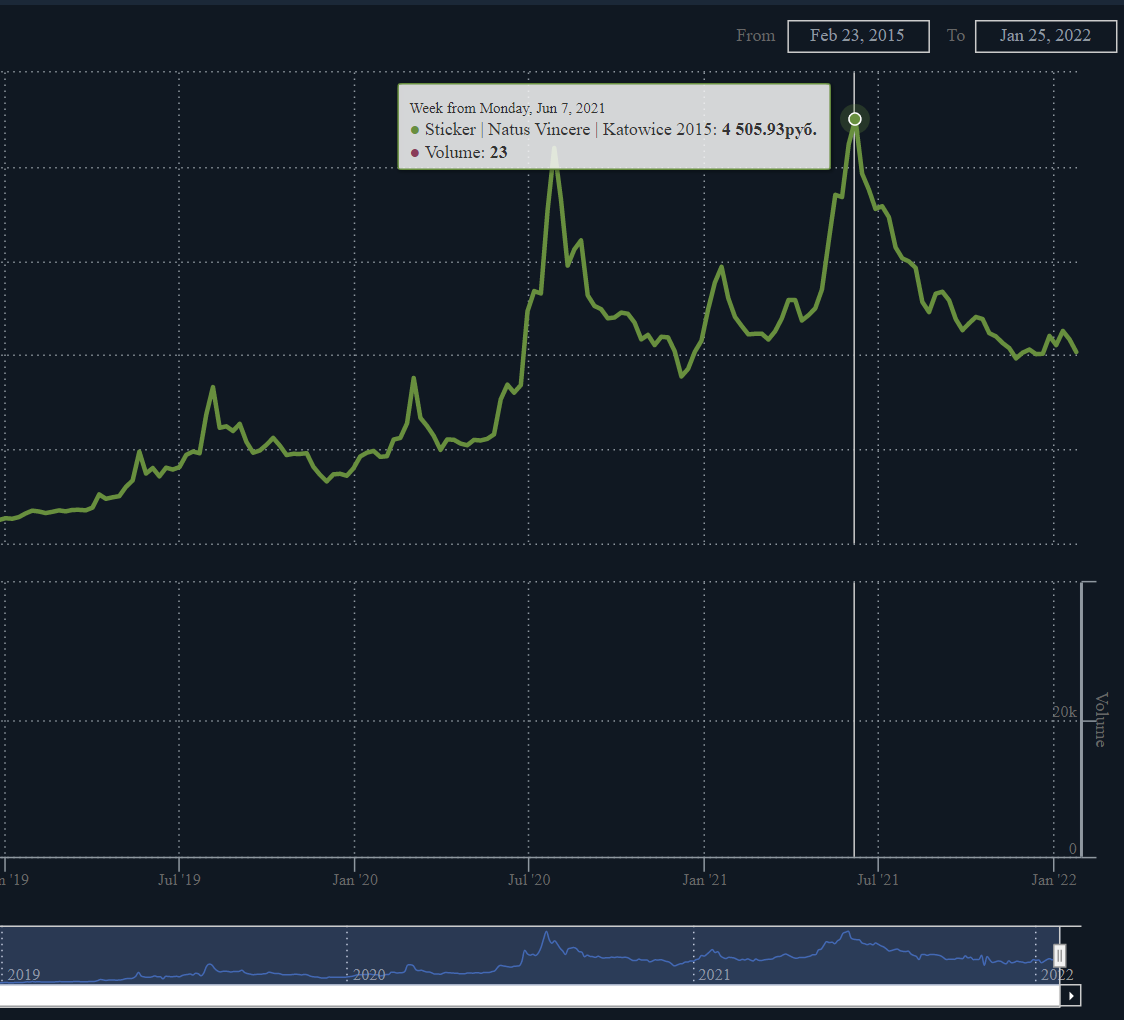 From Feb 23, 2015 To Jan 25, 2022
Week from Monday, Jun 7, 2021
● Sticker | Natus Vincere | Katowice 2015: 4 505.93руб.
● Volume: 23
20k
Volume
0
n '19 Jul '19 Jan '20 Jul '20 Jan '21 Jul '21 Jan '22
2019 2020 2021 2022